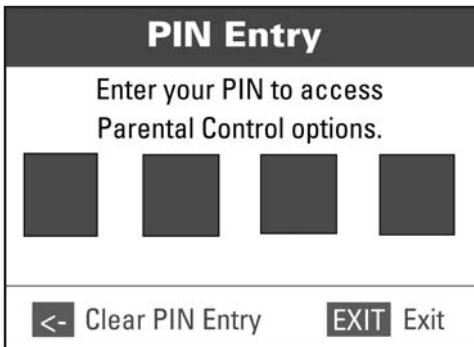 PIN Entry
Enter your PIN to access
Parental Control options.
<- Clear PIN Entry EXIT Exit